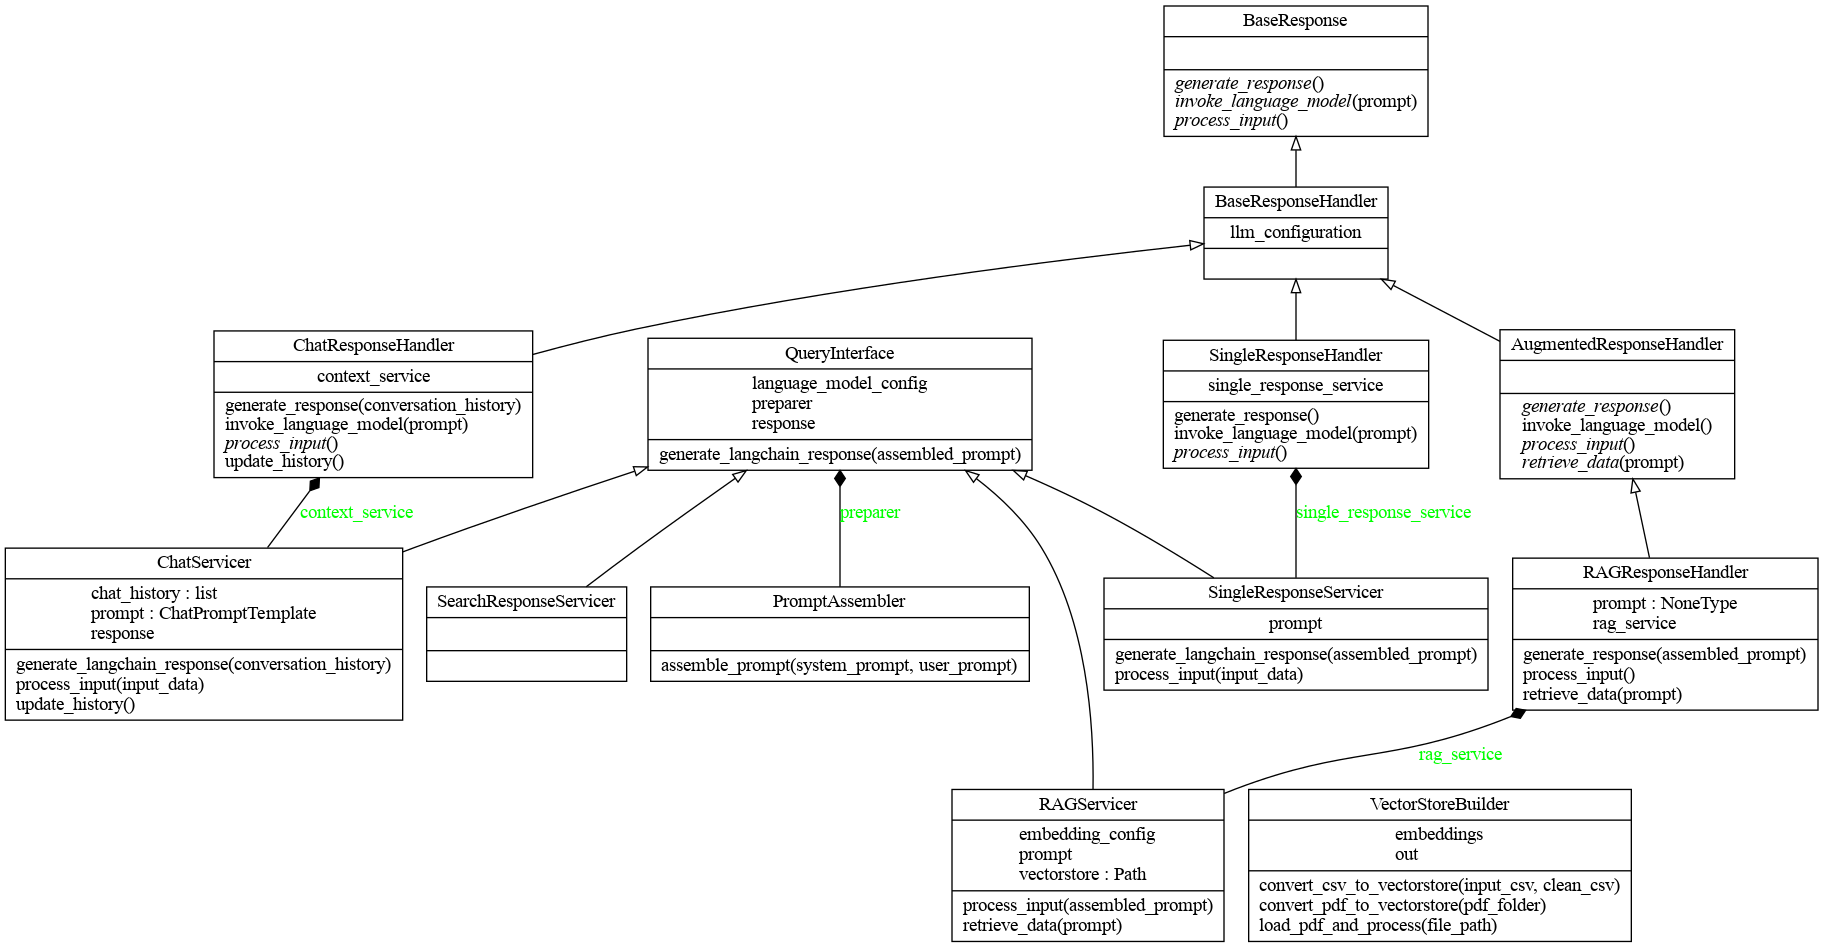 BaseResponse
generate_response()
invoke_language_model(prompt)
process_input()
BaseResponseHandler
llm_configuration
ChatResponseHandler
context_service
generate_response(conversation_history)
invoke_language_model(prompt)
process_input()
update_history()
QueryInterface
language_model_config
preparer
response
generate_langchain_response(assembled_prompt)
SingleResponseHandler
single_response_service
generate_response()
invoke_language_model(prompt)
process_input()
AugmentedResponseHandler
generate_response()
invoke_language_model()
process_input()
retrieve_data(prompt)
context_service
preparer
single_response_service
ChatServicer
chat_history : list
prompt : ChatPromptTemplate
response
generate_langchain_response(conversation_history)
process_input(input_data)
update_history()
SearchResponseServicer
PromptAssembler
assemble_prompt(system_prompt, user_prompt)
SingleResponseServicer
prompt
generate_langchain_response(assembled_prompt)
process_input(input_data)
RAGResponseHandler
prompt : NoneType
rag_service
generate_response(assembled_prompt)
process_input()
retrieve_data(prompt)
rag_service
RAGServicer
embedding_config
prompt
vectorstore : Path
process_input(assembled_prompt)
retrieve_data(prompt)
VectorStoreBuilder
embeddings
out
convert_csv_to_vectorstore(input_csv, clean_csv)
convert_pdf_to_vectorstore(pdf_folder)
load_pdf_and_process(file_path)